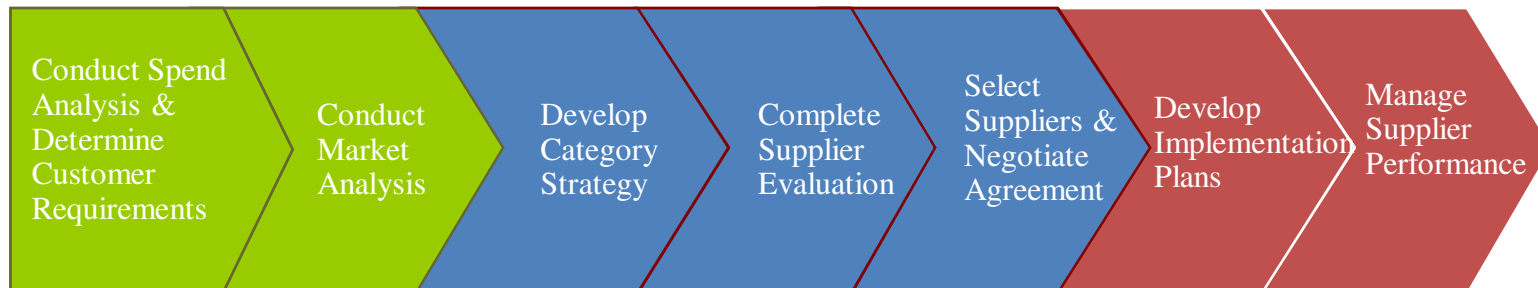 Conduct Spend
Analysis &
Determine
Customer
Requirements
Conduct
Market
Analysis
Develop
Category
Strategy
Complete
Supplier
Evaluation
Select
Suppliers &
Negotiate
Agreement
Develop
Implementation
Plans
Manage
Supplier
Performance